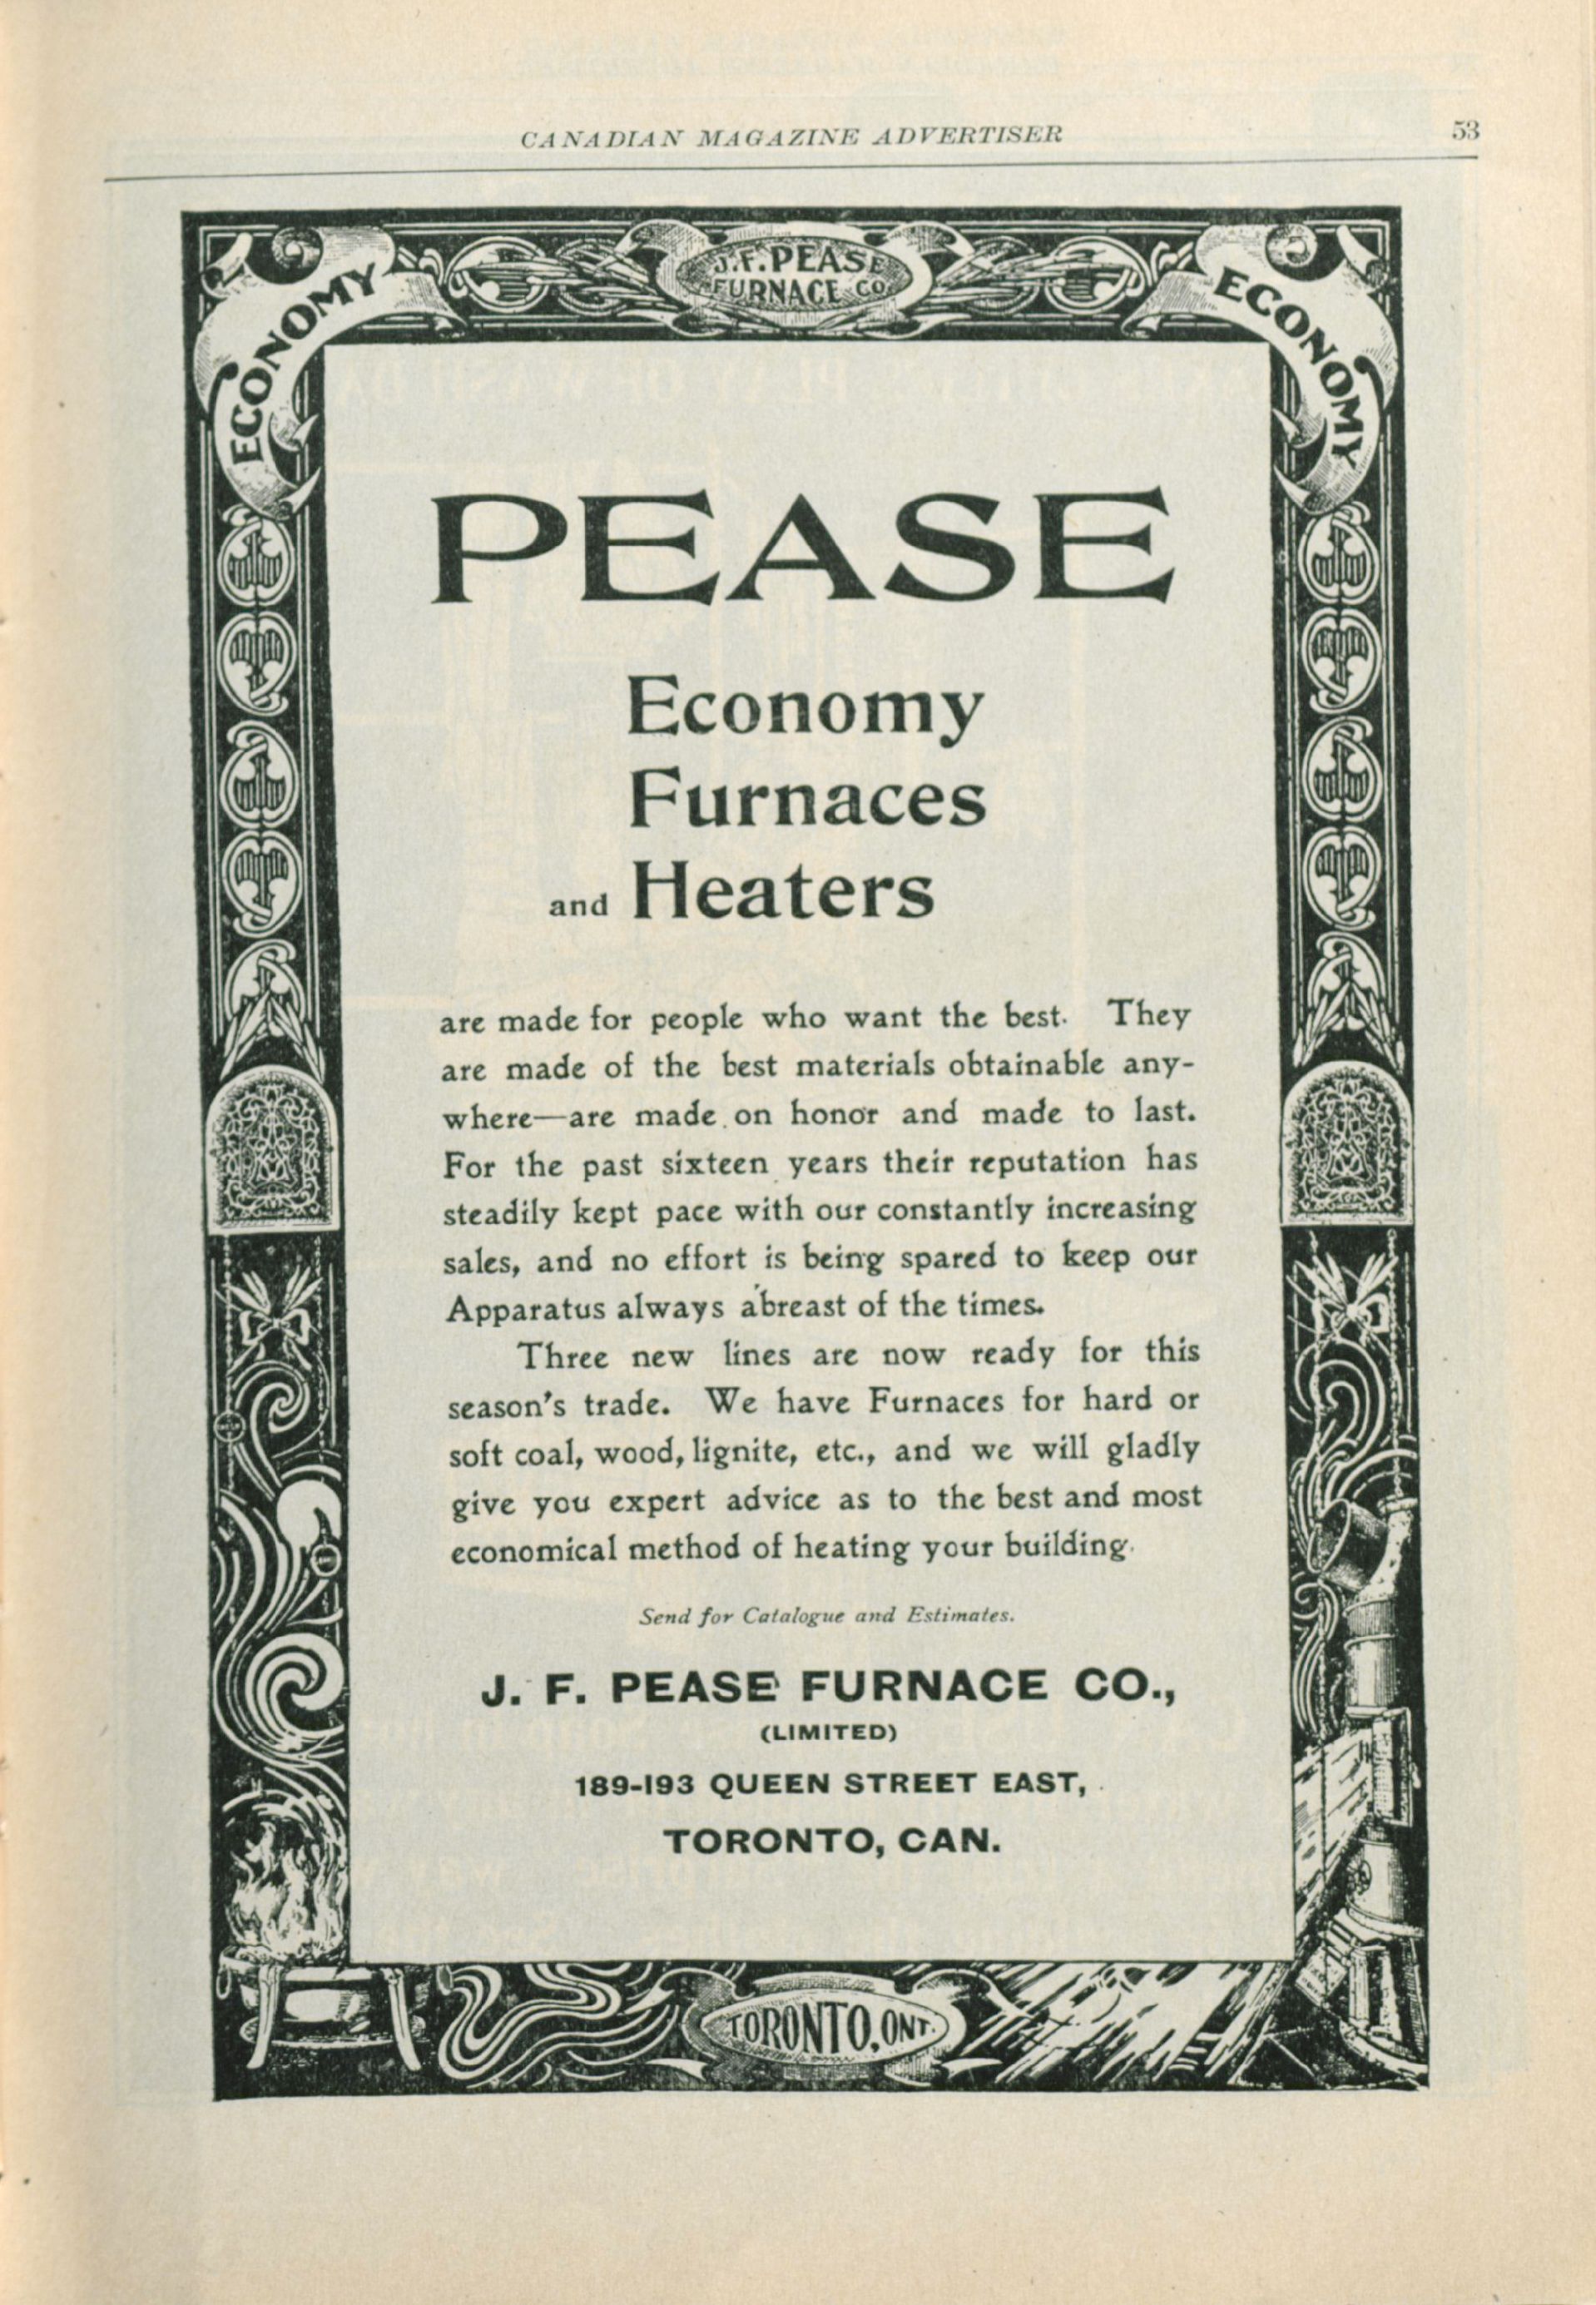 CANADIAN MAGAZINE ADVERTISER 53
J. F. PEASE
FURNACE CO.
ECONOMY
ECONOMY
PEASE
Economy
Furnaces
and Heaters
are made for people who want the best. They
are made of the best materials obtainable any-
where—are made on honor and made to last.
For the past sixteen years their reputation has
steadily kept pace with our constantly increasing
sales, and no effort is being spared to keep our
Apparatus always abreast of the times.
Three new lines are now ready for this
season's trade. We have Furnaces for hard or
soft coal, wood, lignite, etc., and we will gladly
give you expert advice as to the best and most
economical method of heating your building.
Send for Catalogue and Estimates.
J. F. PEASE FURNACE CO.,
(LIMITED)
189-193 QUEEN STREET EAST,
TORONTO, CAN.
TORONTO, ONT.